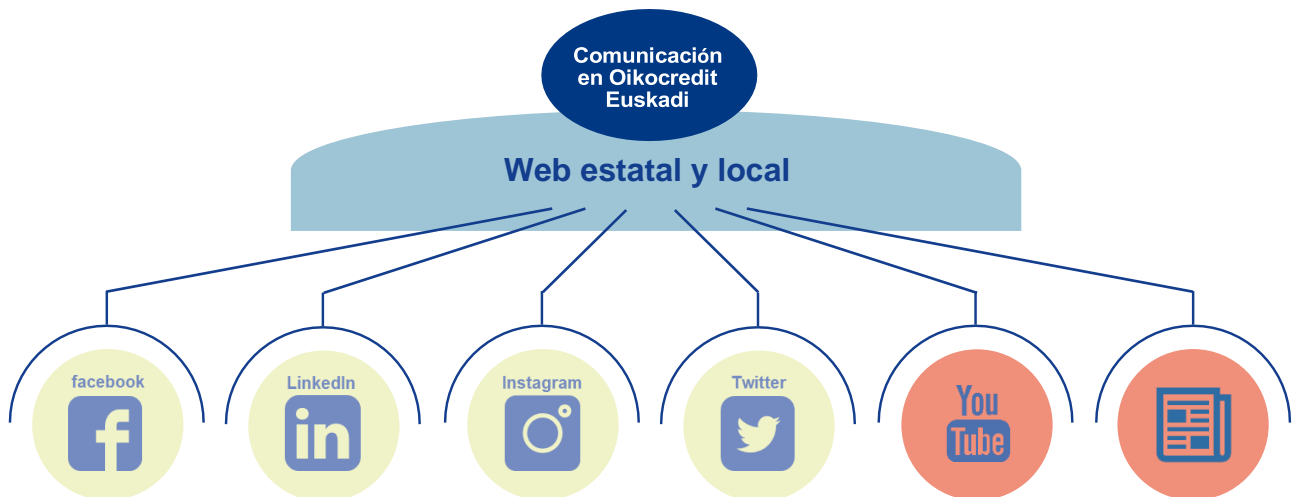 Comunicación
en Oikocredit
Euskadi
Web estatal y local
facebook
LinkedIn
Instagram
Twitter
You
Tube